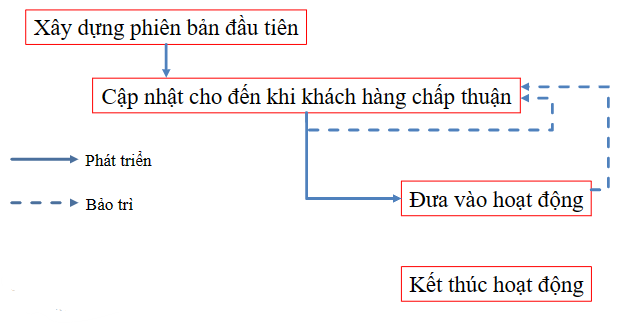 Xây dựng phiên bản đầu tiên
Cập nhật cho đến khi khách hàng chấp thuận
Phát triển
Bảo trì
Đưa vào hoạt động
Kết thúc hoạt động